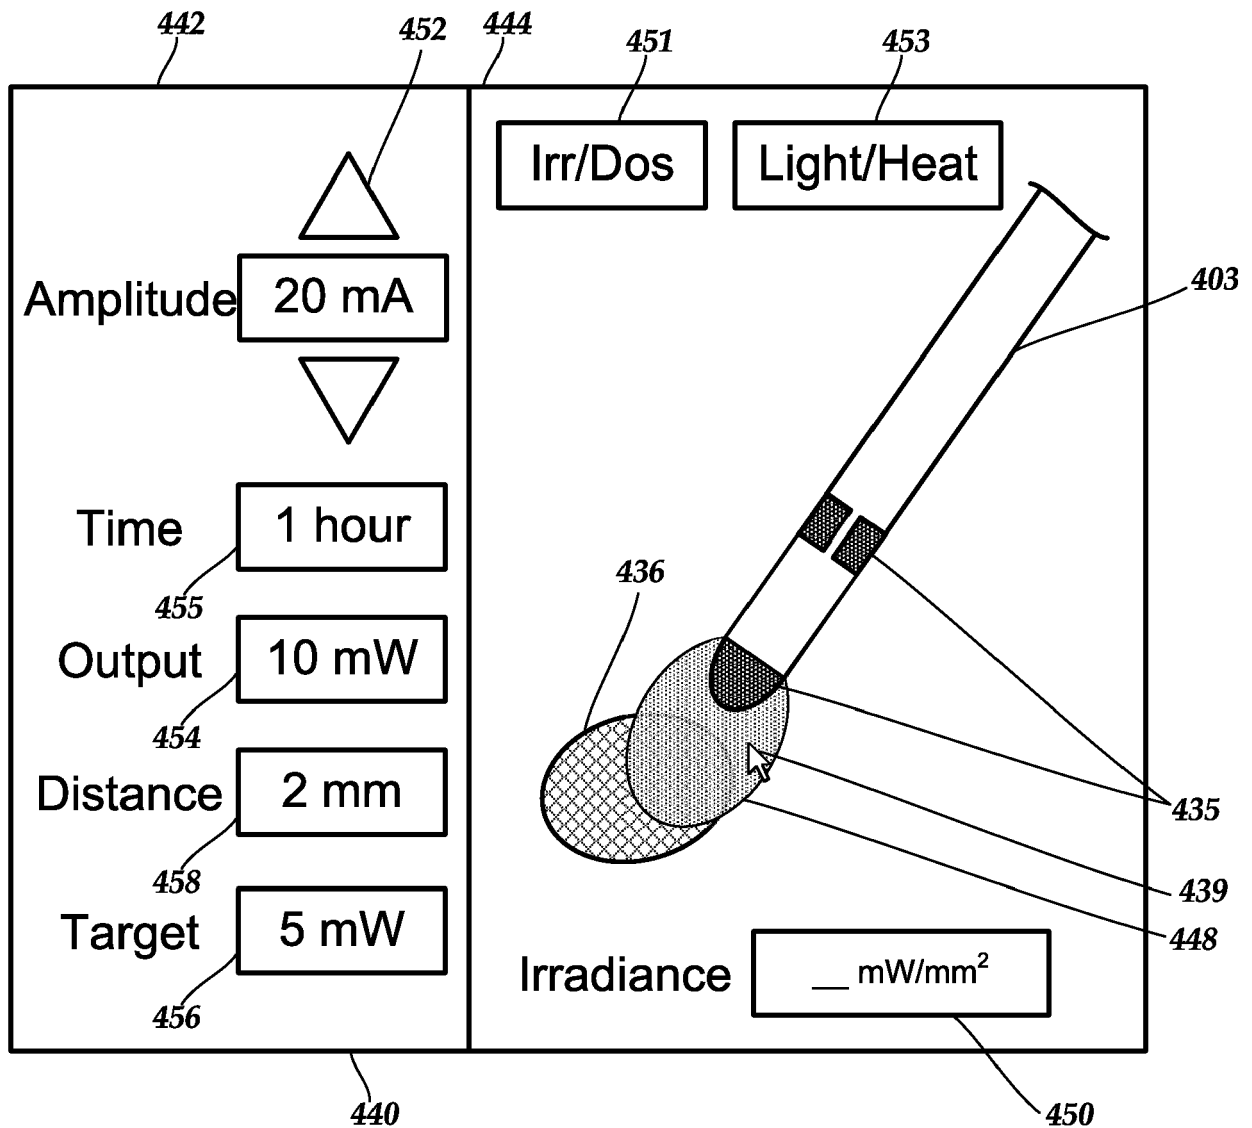 442
452
444
451
453
Irr/Dos
Light/Heat
403
Amplitude
20 mA
Time
1 hour
455
436
Output
10 mW
454
Distance
2 mm
435
458
439
Target
5 mW
448
Irradiance
__ mW/mm²
456
440
450